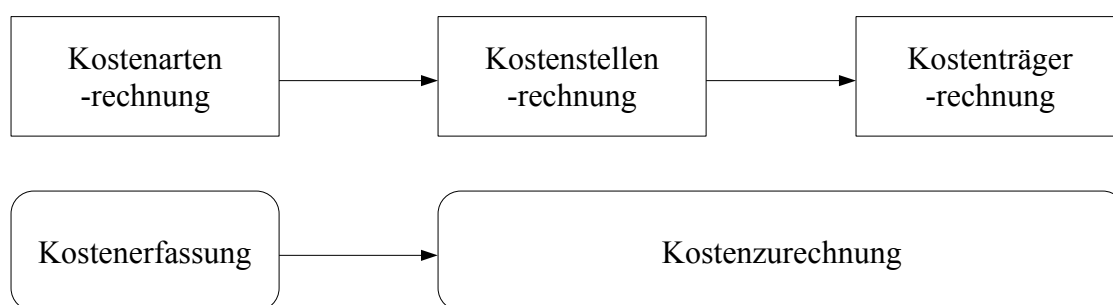 Kostenarten
-rechnung
Kostenstellen
-rechnung
Kostenträger
-rechnung
Kostenerfassung
Kostenzurechnung